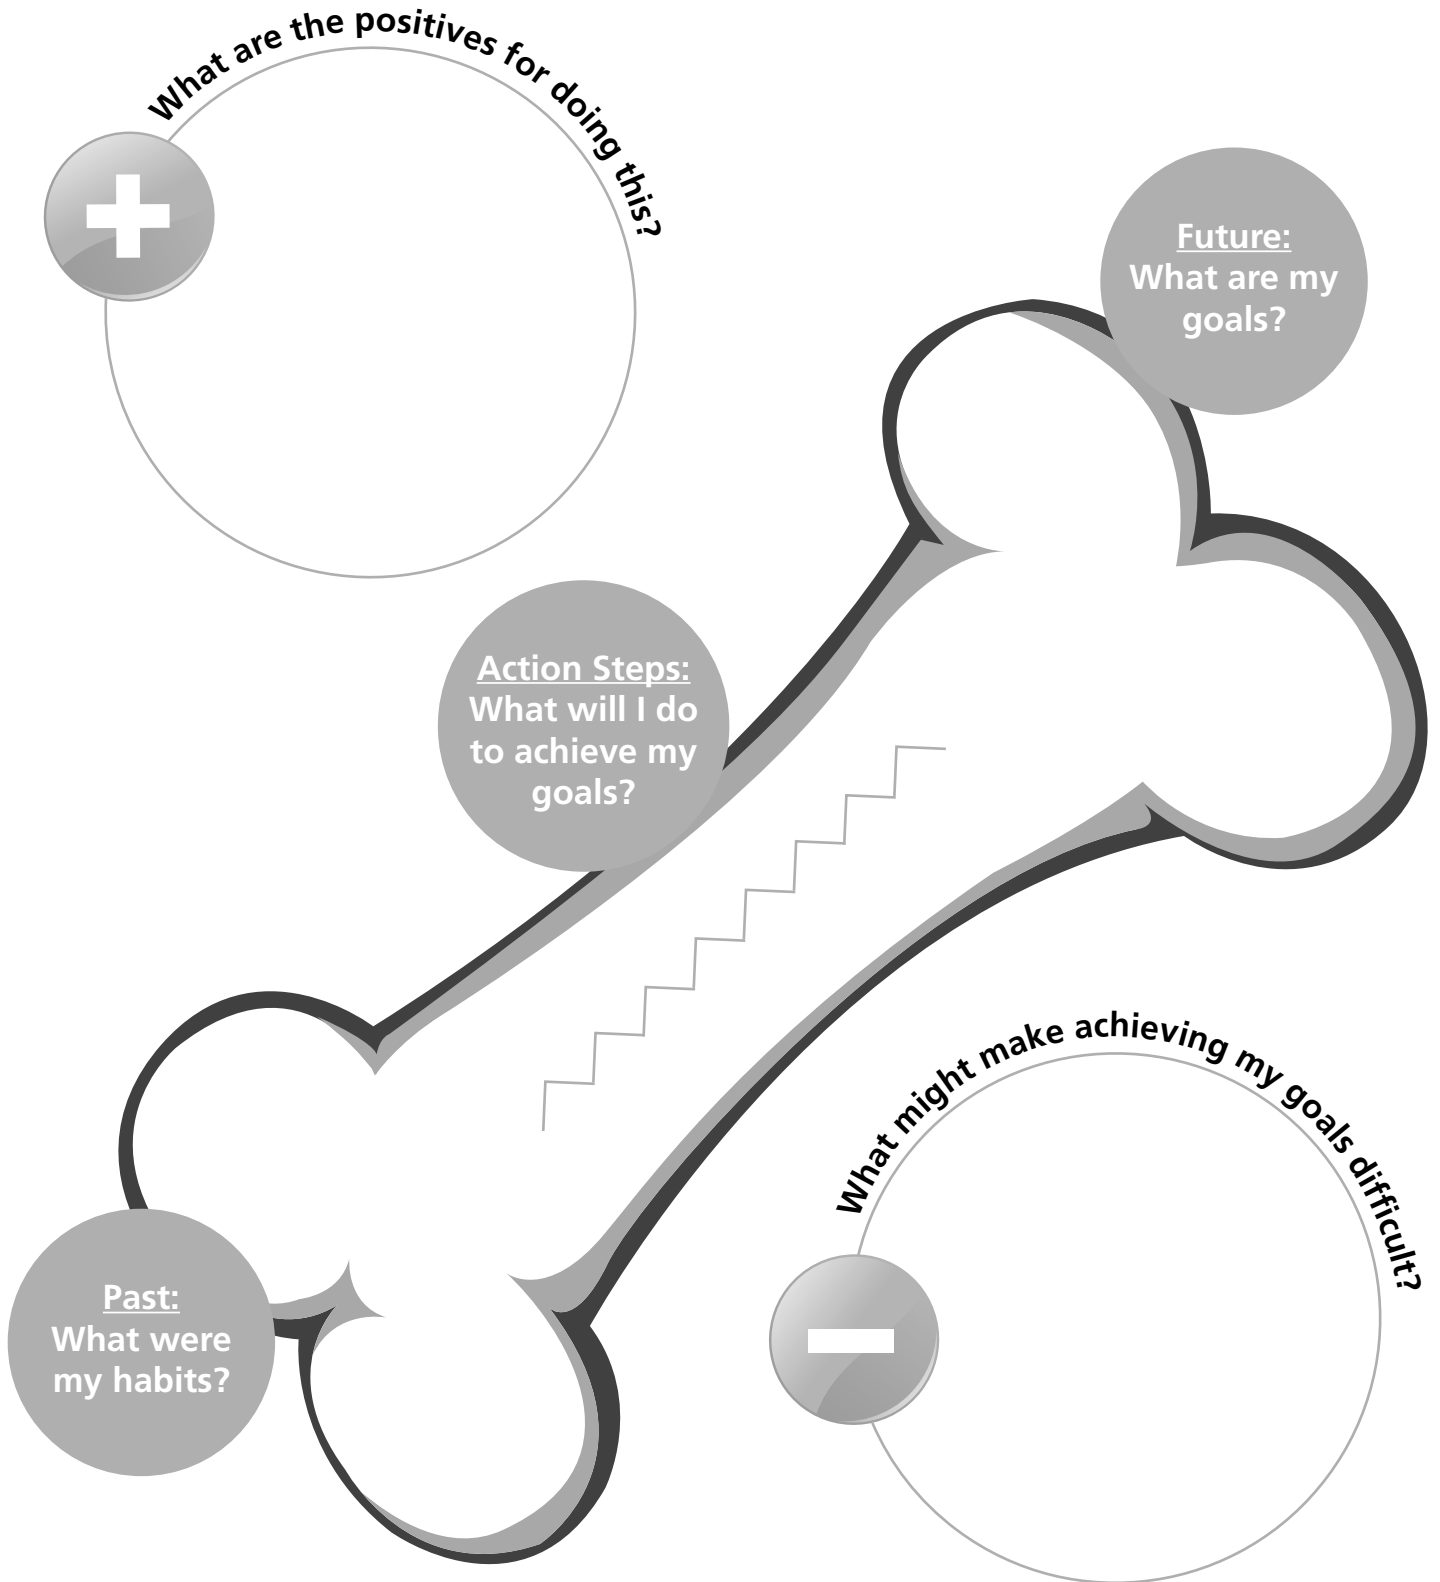 What are the positives for doing this?
Future:
What are my
goals?
Action Steps:
What will I do
to achieve my
goals?
What might make achieving my goals difficult?
Past:
What were
my habits?